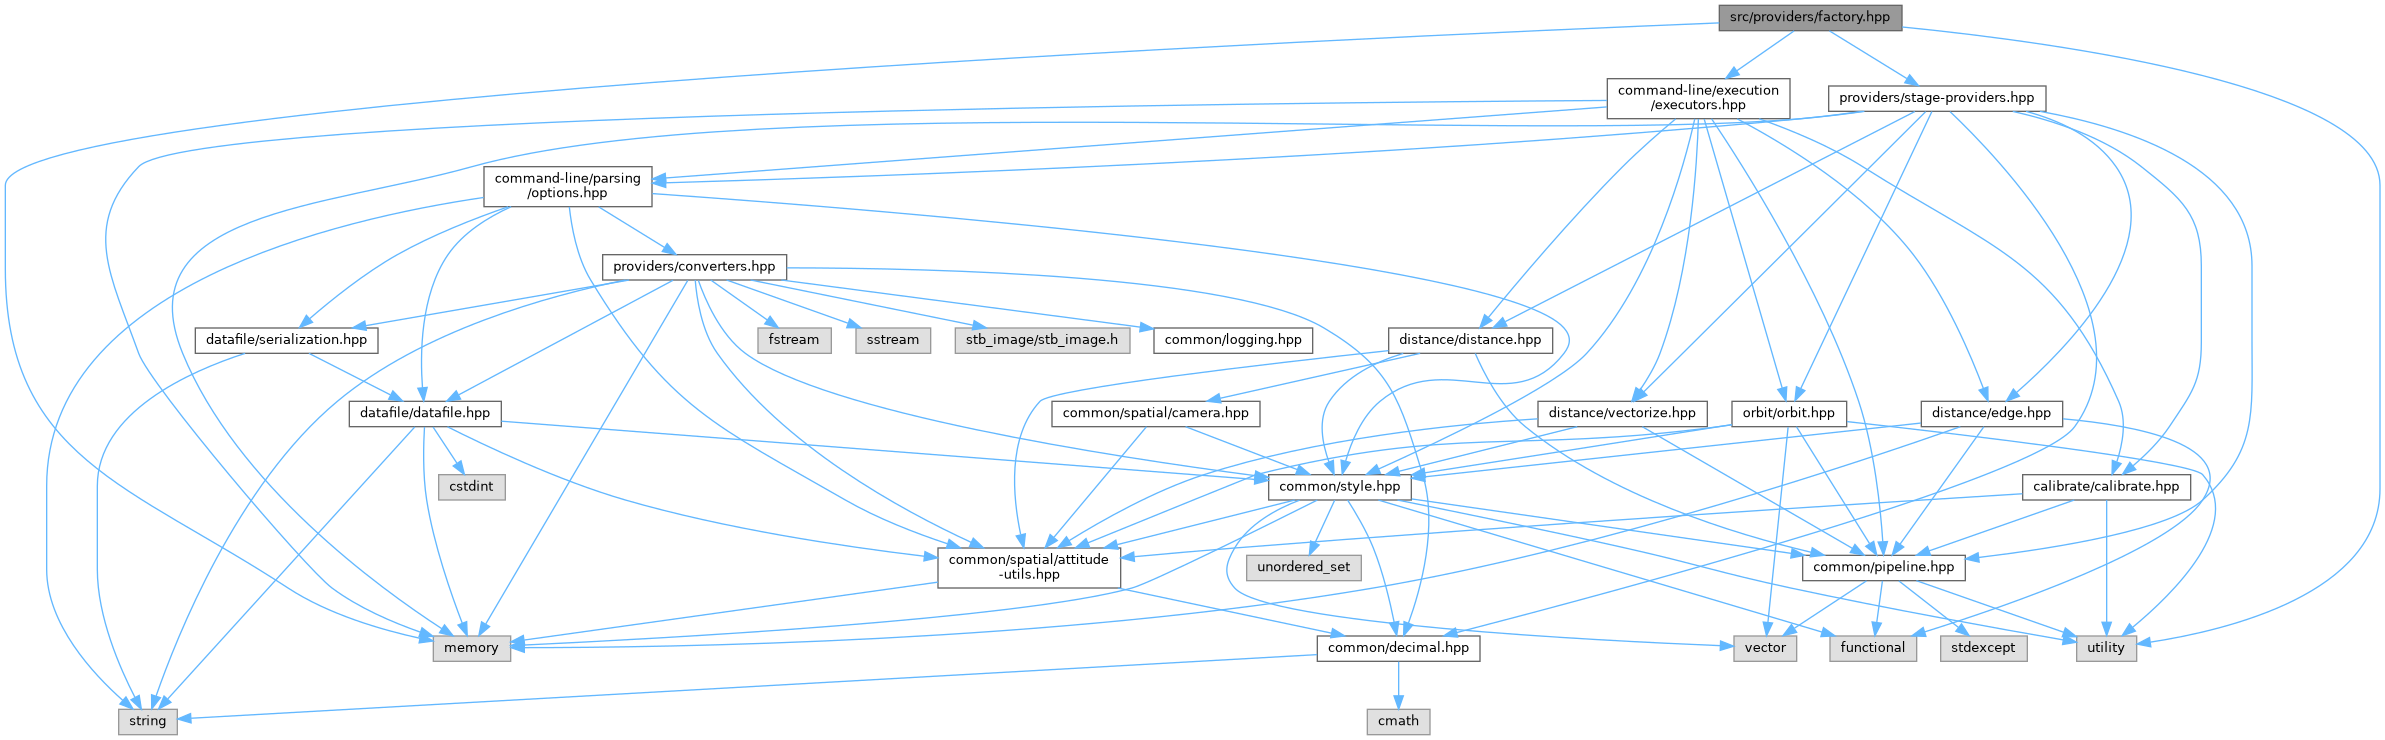 src/providers/factory.hpp
command-line/execution
/executors.hpp
providers/stage-providers.hpp
command-line/parsing
/options.hpp
providers/converters.hpp
datafile/serialization.hpp
fstream
sstream
stb_image/stb_image.h
common/logging.hpp
distance/distance.hpp
datafile/datafile.hpp
common/spatial/camera.hpp
distance/vectorize.hpp
orbit/orbit.hpp
distance/edge.hpp
cstdint
common/style.hpp
calibrate/calibrate.hpp
common/spatial/attitude
-utils.hpp
unordered_set
common/pipeline.hpp
memory
common/decimal.hpp
vector
functional
stdexcept
utility
string
cmath